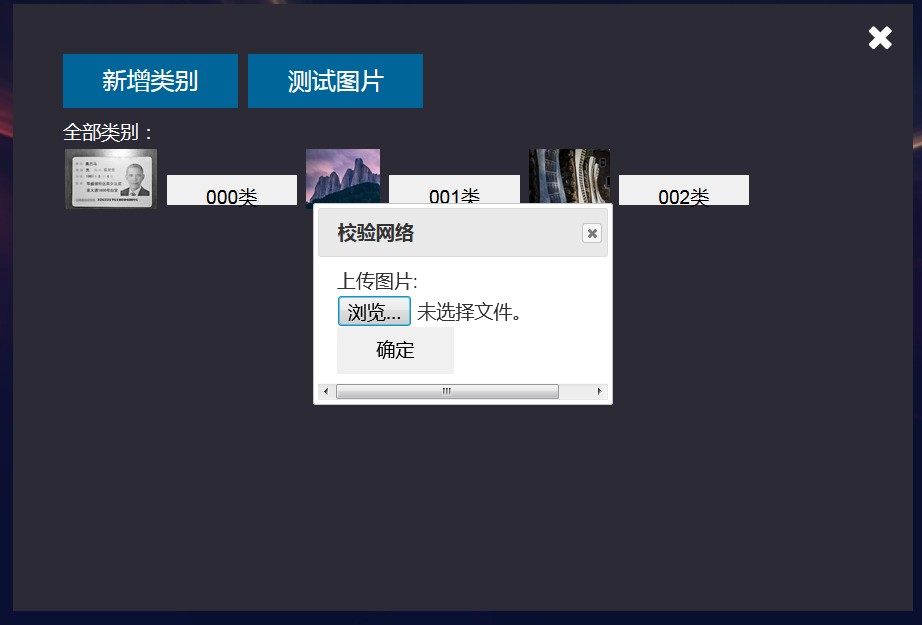 新增类别
测试图片
全部类别：
000类
001类
002类
校验网络
上传图片:
浏览...
未选择文件。
确定